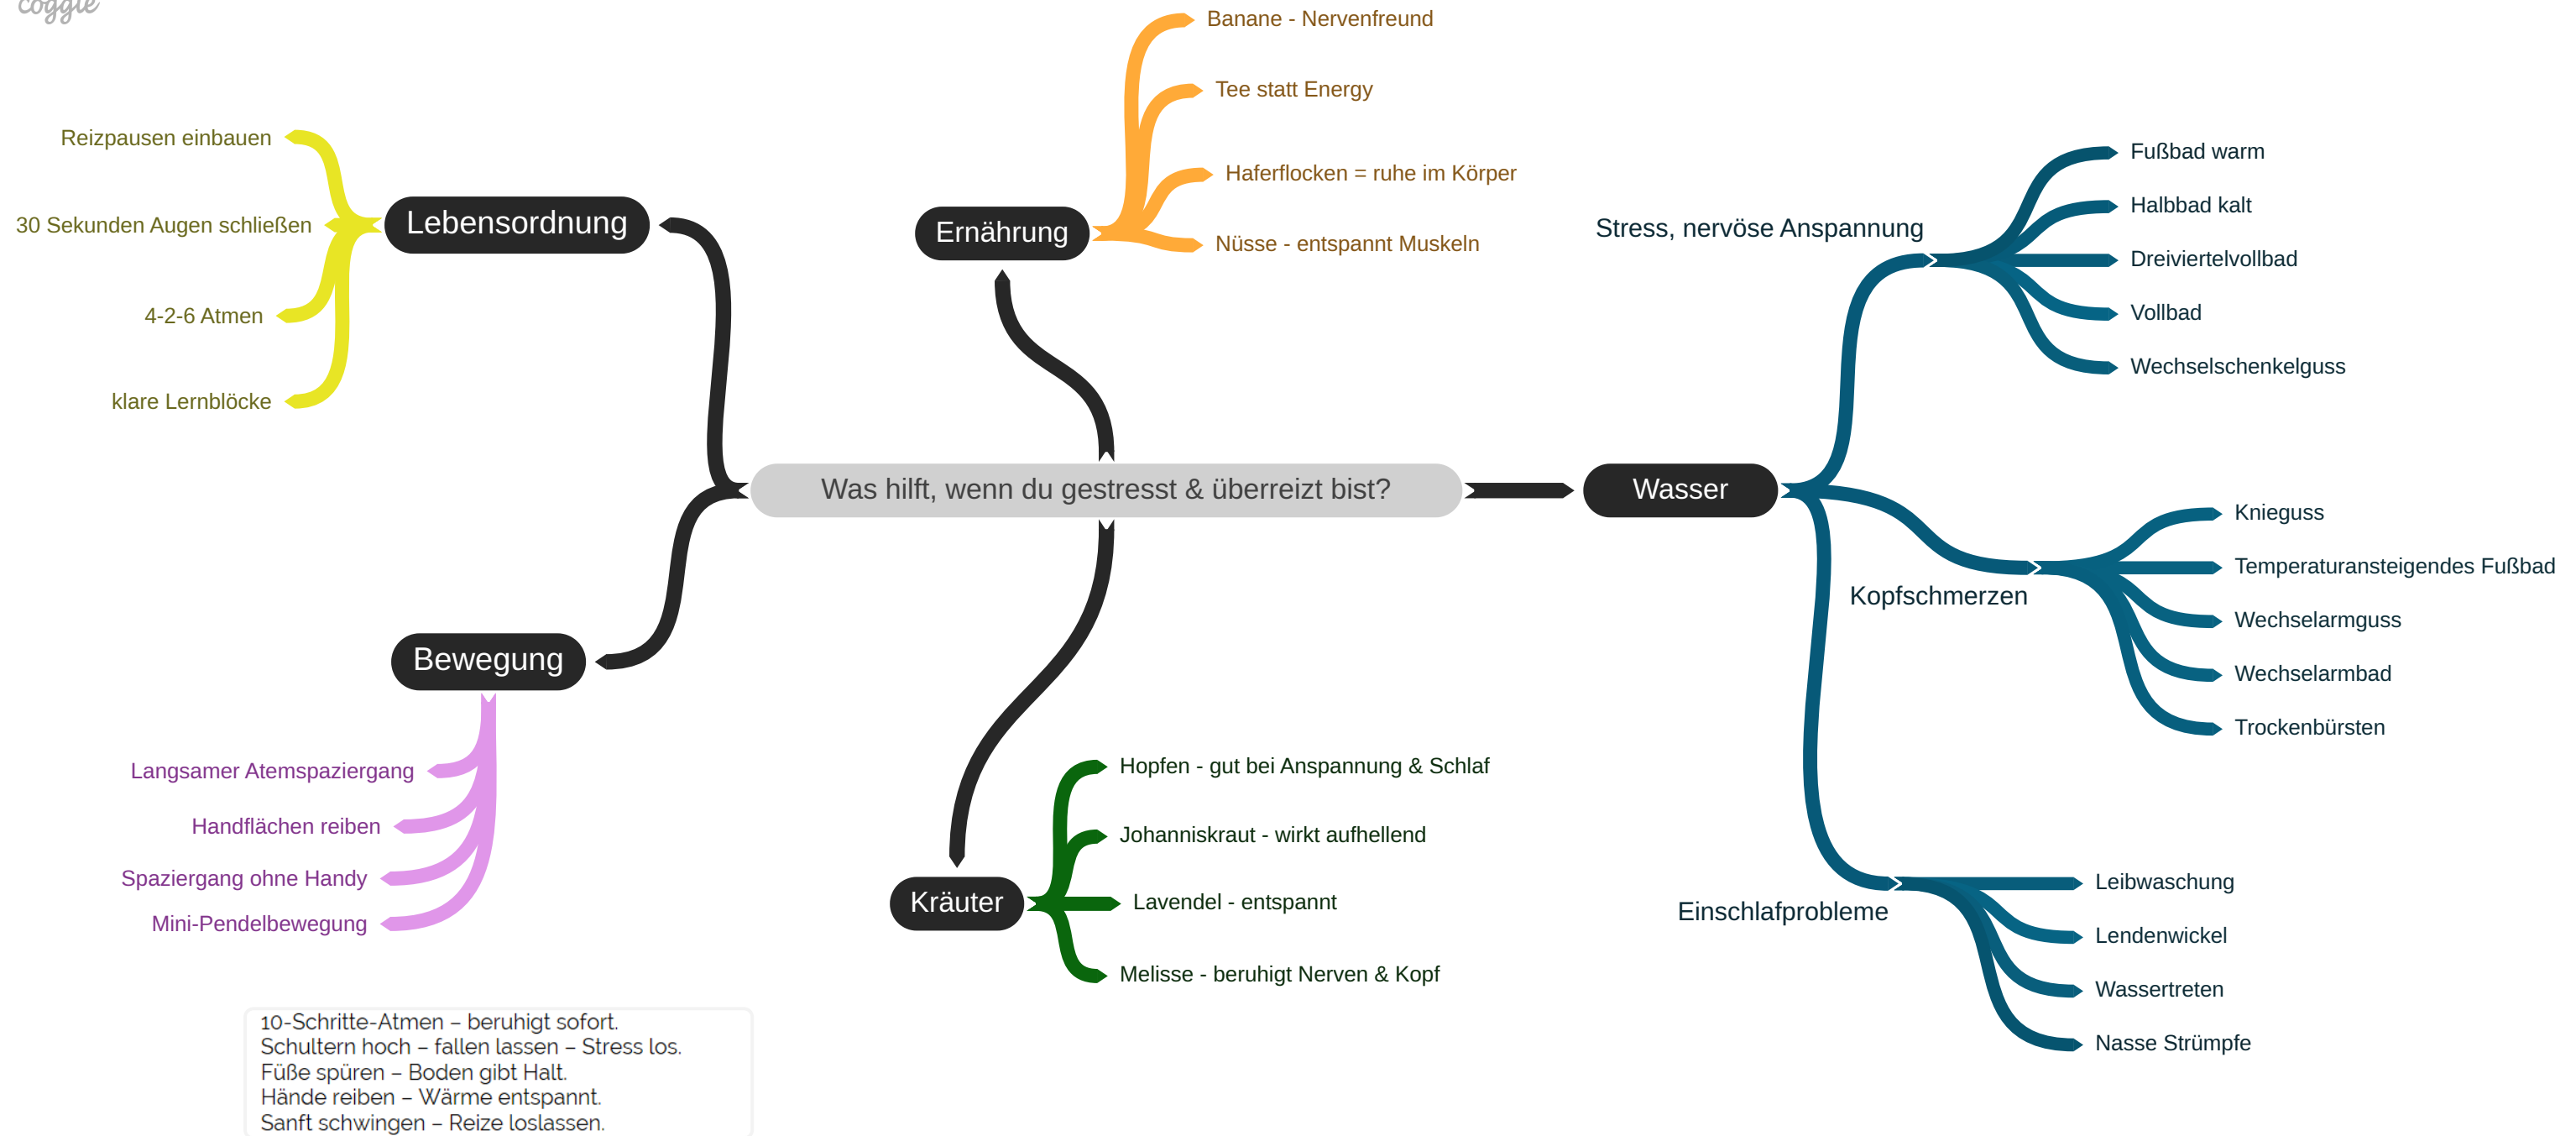 coggle
Was hilft, wenn du gestresst & überreizt bist?
Lebensordnung
Reizpausen einbauen
30 Sekunden Augen schließen
4-2-6 Atmen
klare Lernblöcke
Bewegung
Langsamer Atemspaziergang
Handflächen reiben
Spaziergang ohne Handy
Mini-Pendelbewegung
10-Schritte-Atmen – beruhigt sofort.
Schultern hoch – fallen lassen – Stress los.
Füße spüren – Boden gibt Halt.
Hände reiben – Wärme entspannt.
Sanft schwingen – Reize loslassen.
Ernährung
Banane - Nervenfreund
Tee statt Energy
Haferflocken = ruhe im Körper
Nüsse - entspannt Muskeln
Kräuter
Hopfen - gut bei Anspannung & Schlaf
Johanniskraut - wirkt aufhellend
Lavendel - entspannt
Melisse - beruhigt Nerven & Kopf
Wasser
Stress, nervöse Anspannung
Fußbad warm
Halbbad kalt
Dreiviertelvollbad
Vollbad
Wechselschenkelguss
Kopfschmerzen
Knieguss
Temperaturansteigendes Fußbad
Wechselarmguss
Wechselarmbad
Trockenbürsten
Einschlafprobleme
Leibwaschung
Lendenwickel
Wassertreten
Nasse Strümpfe